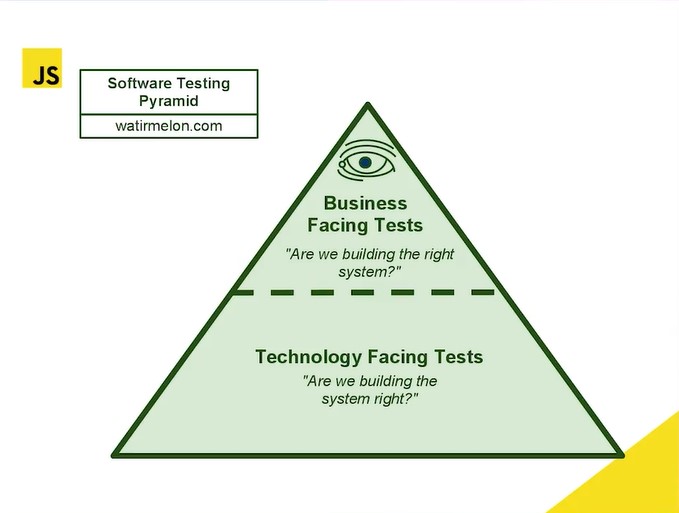 JS
Software Testing
Pyramid
watirmelon.com
Business
Facing Tests
"Are we building the right
system?"
Technology Facing Tests
"Are we building the
system right?"